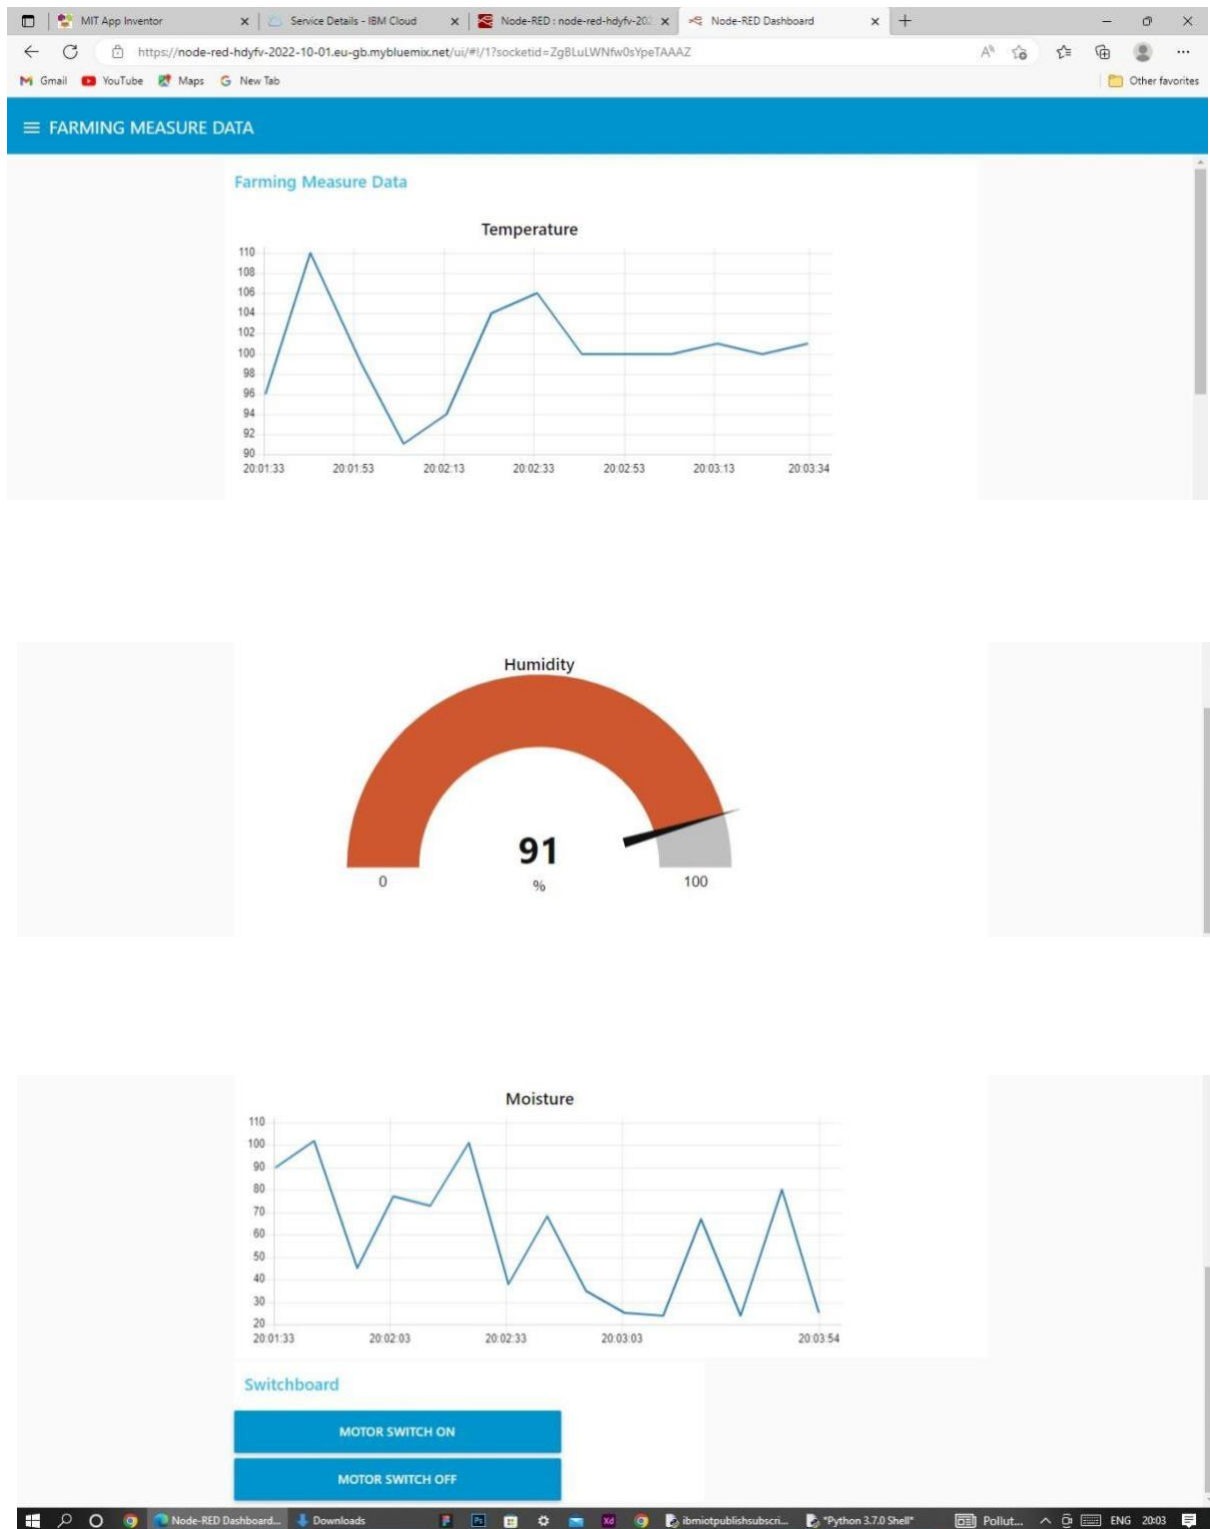 MIT App Inventor
Service Details - IBM Cloud
Node-RED : node-red-hdyfv-202
Node-RED Dashboard
https://node-red-hdyfv-2022-10-01.eu-gb.mybluemix.net/ui/#!/1?socketid=ZgBLuLWNfw0sYpeTAAAZ
Gmail YouTube Maps New Tab Other favorites
FARMING MEASURE DATA
Farming Measure Data
Temperature
110
108
106
104
102
100
98
96
94
92
90
20:01:33 20:01:53 20:02:13 20:02:33 20:02:53 20:03:13 20:03:34
Humidity
91
0 % 100
Moisture
110
100
90
80
70
60
50
40
30
20
20:01:33 20:02:03 20:02:33 20:03:03 20:03:54
Switchboard
MOTOR SWITCH ON
MOTOR SWITCH OFF
Node-RED Dashboard... Downloads Ps Xd ibmiotpublishsubscri... *Python 3.7.0 Shell* Pollut... ENG 20:03